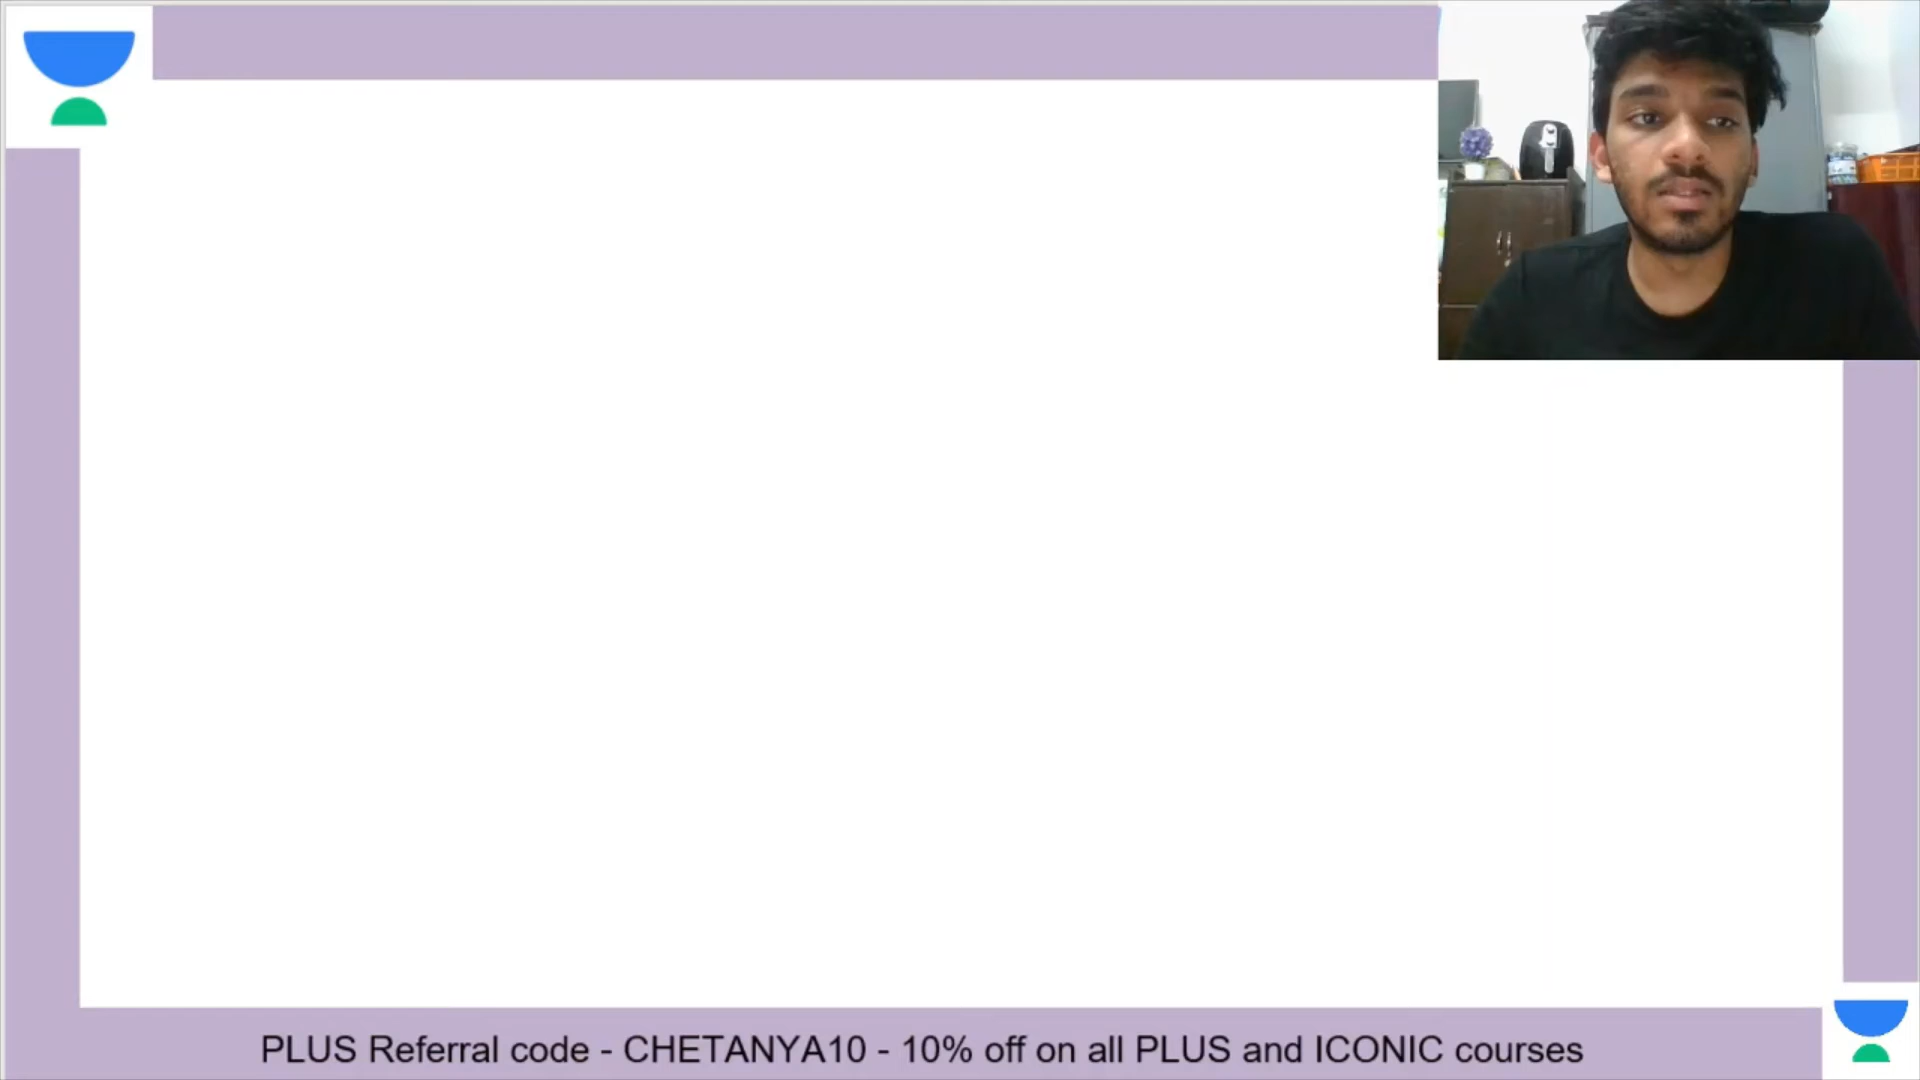 PLUS Referral code - CHETANYA10 - 10% off on all PLUS and ICONIC courses